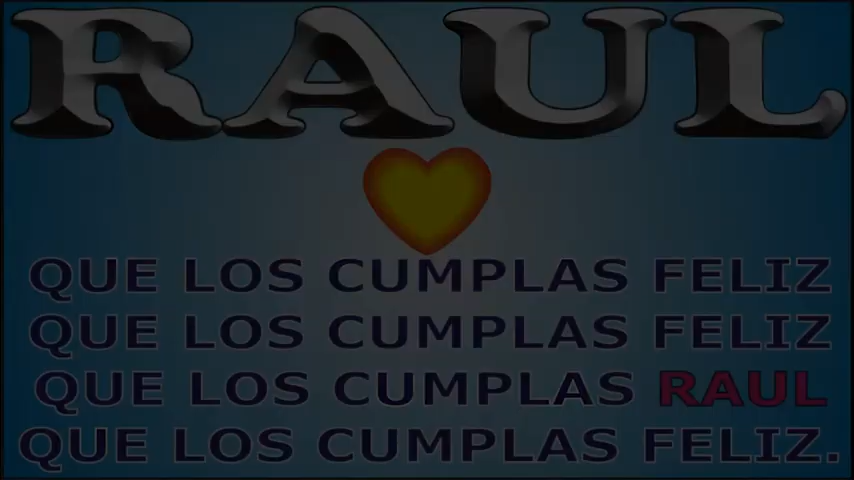 RAUL
QUE LOS CUMPLAS FELIZ
QUE LOS CUMPLAS FELIZ
QUE LOS CUMPLAS RAUL
QUE LOS CUMPLAS FELIZ.